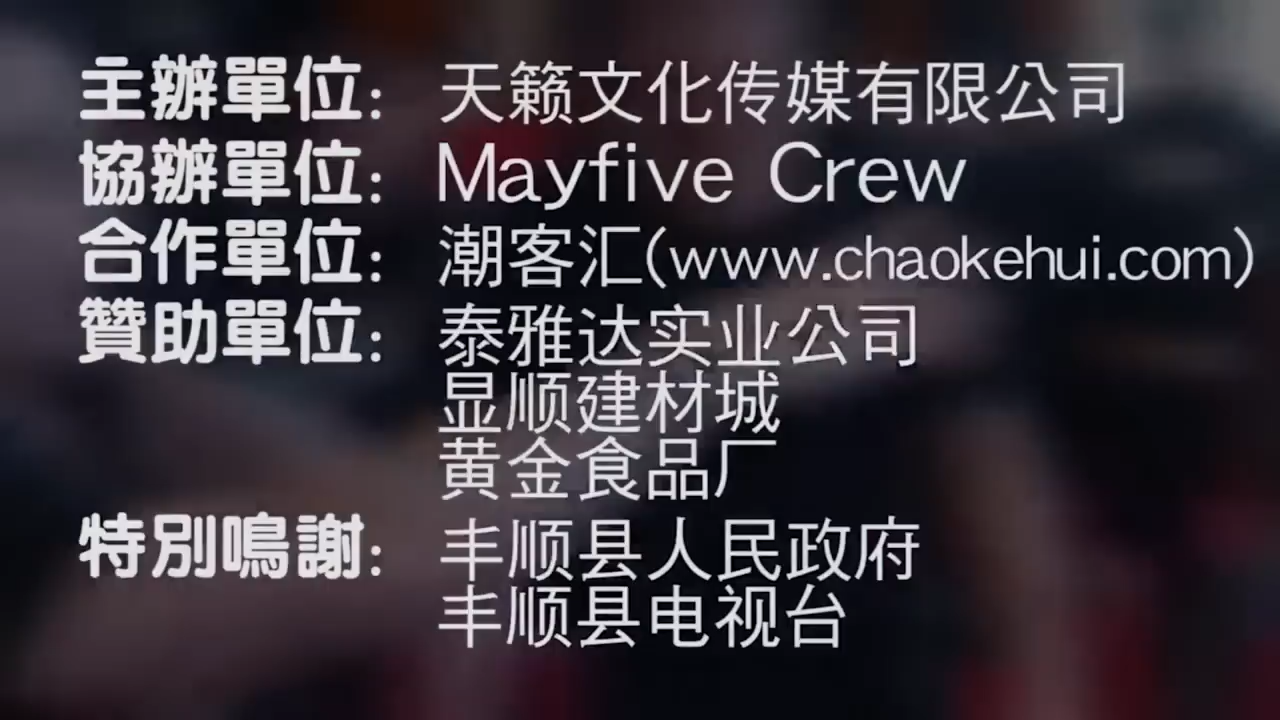 主辦單位: 天籁文化传媒有限公司
協辦單位: Mayfive Crew
合作單位: 潮客汇(www.chaokehui.com)
贊助單位: 泰雅达实业公司
显顺建材城
黄金食品厂
特別鳴謝: 丰顺县人民政府
丰顺县电视台